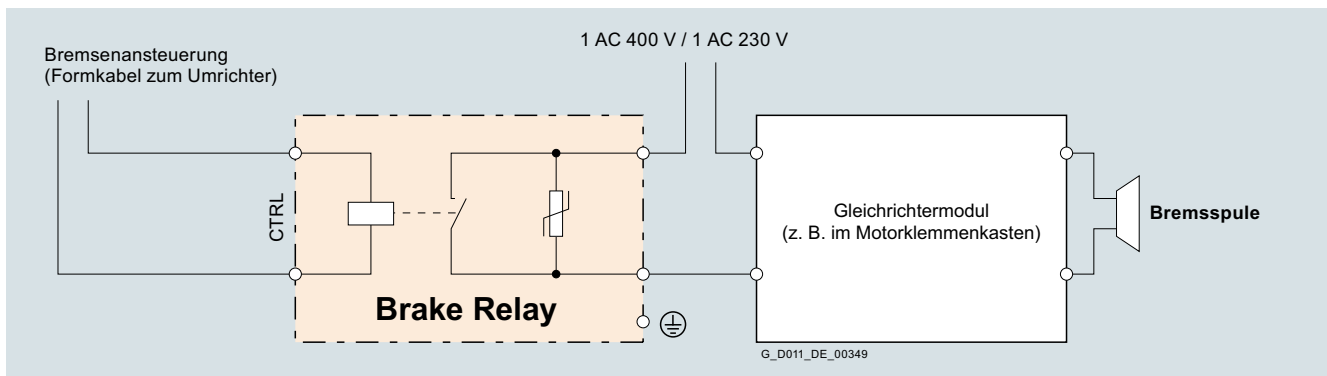 1 AC 400 V / 1 AC 230 V
Bremsenansteuerung
(Formkabel zum Umrichter)
CTRL
Brake Relay
Gleichrichtermodul
(z. B. im Motorklemmenkasten)
Bremsspule
G_D011_DE_00349